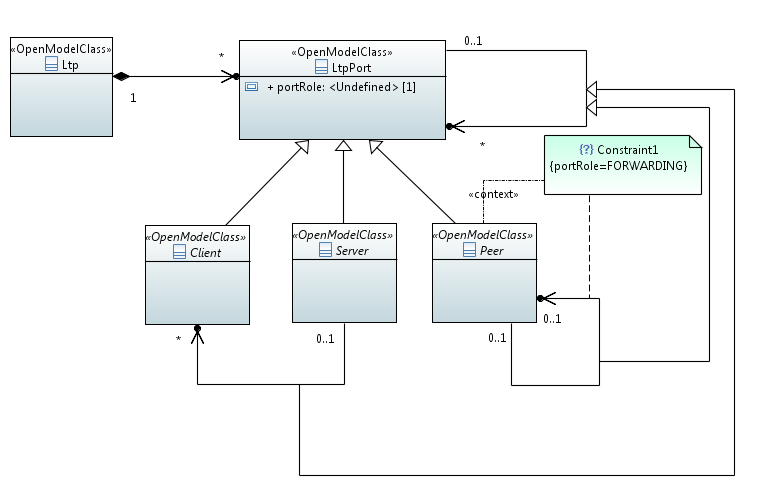 «OpenModelClass»
Ltp
1
*
«OpenModelClass»
LtpPort
+ portRole: <Undefined> [1]
0..1
*
{?} Constraint1
{portRole=FORWARDING}
«context»
«OpenModelClass»
Client
*
«OpenModelClass»
Server
0..1
«OpenModelClass»
Peer
0..1
0..1